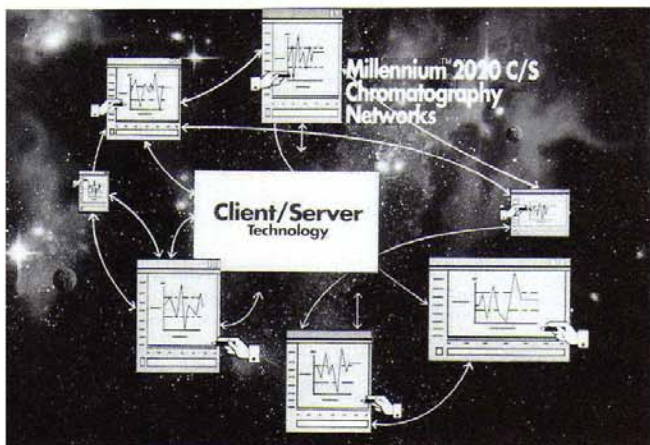 Millennium™ 2020 C/S
Chromatography
Networks
Client/Server
Technology